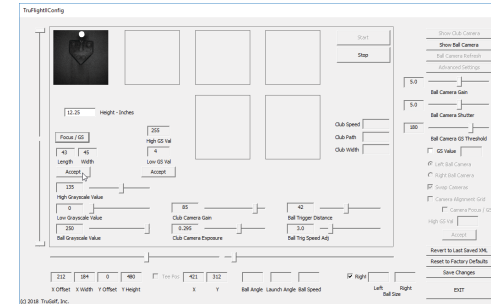 TruFlightIIConfig
Start
Stop
Show Club Camera
Show Ball Camera
Ball Camera Refresh
Advanced Settings
5.0
Ball Camera Gain
5.0
Ball Camera Shutter
180
Ball Camera GS Threshold
GS Value
Left Ball Camera
Right Ball Camera
Swap Cameras
Camera Alignment Grid
Camera Focus / GS
High GS Val
Accept
Revert to Last Saved XML
Reset to Factory Defaults
Save Changes
EXIT
12.25 Height - Inches
Focus / GS
43 45
Length Width
Accept
255
High GS Val
4
Low GS Val
Accept
Club Speed
Club Path
Club Width
135
High Grayscale Value
0
Low Grayscale Value
250
Ball Grayscale Value
85
Club Camera Gain
0.295
Club Camera Exposure
42
Ball Trigger Distance
3.0
Ball Trig Speed Adj
212 184 0 480 Tee Pos 421 312
X Offset X Width Y Offset Y Height X Y Ball Angle Launch Angle Ball Speed
Right
Left Right
Ball Size
(c) 2018 TruGolf, Inc.